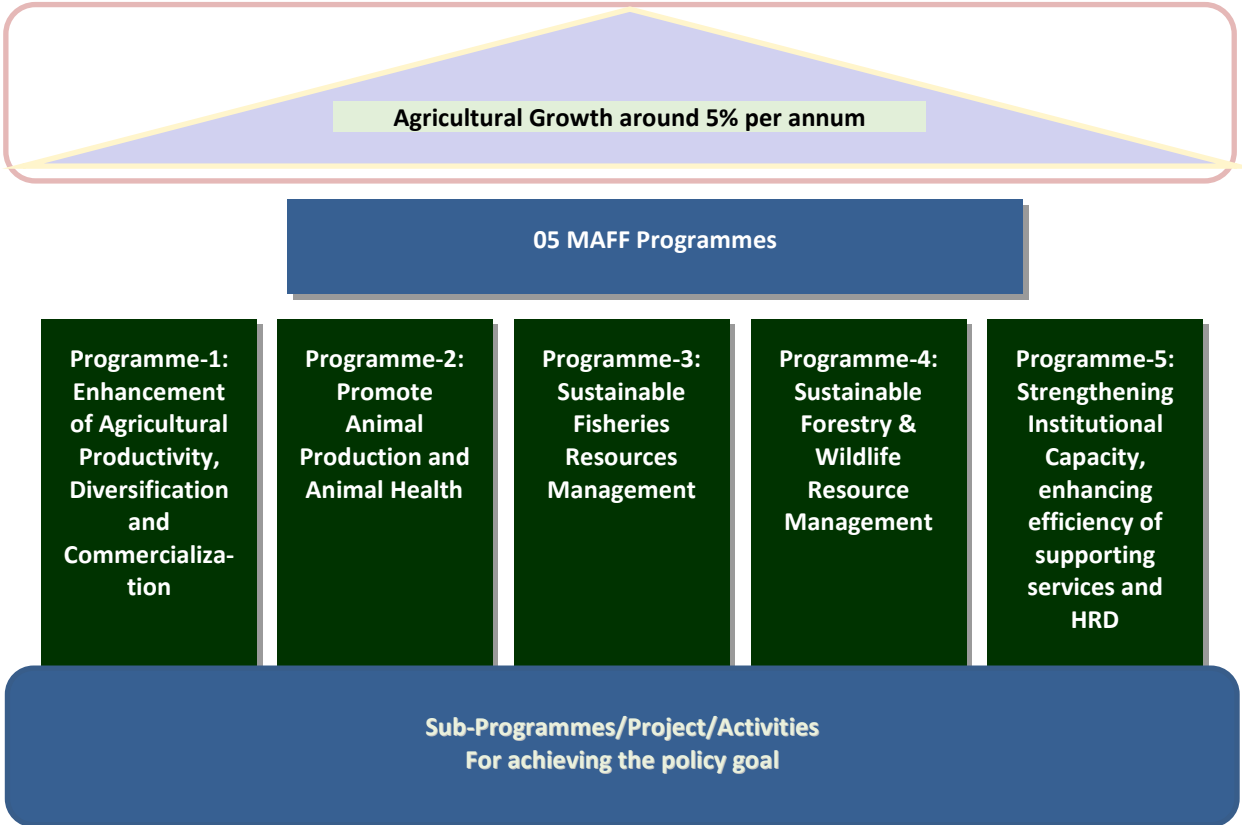 Agricultural Growth around 5% per annum
05 MAFF Programmes
Programme-1:
Enhancement
of Agricultural
Productivity,
Diversification
and
Commercializa-
tion
Programme-2:
Promote
Animal
Production and
Animal Health
Programme-3:
Sustainable
Fisheries
Resources
Management
Programme-4:
Sustainable
Forestry &
Wildlife
Resource
Management
Programme-5:
Strengthening
Institutional
Capacity,
enhancing
efficiency of
supporting
services and
HRD
Sub-Programmes/Project/Activities
For achieving the policy goal